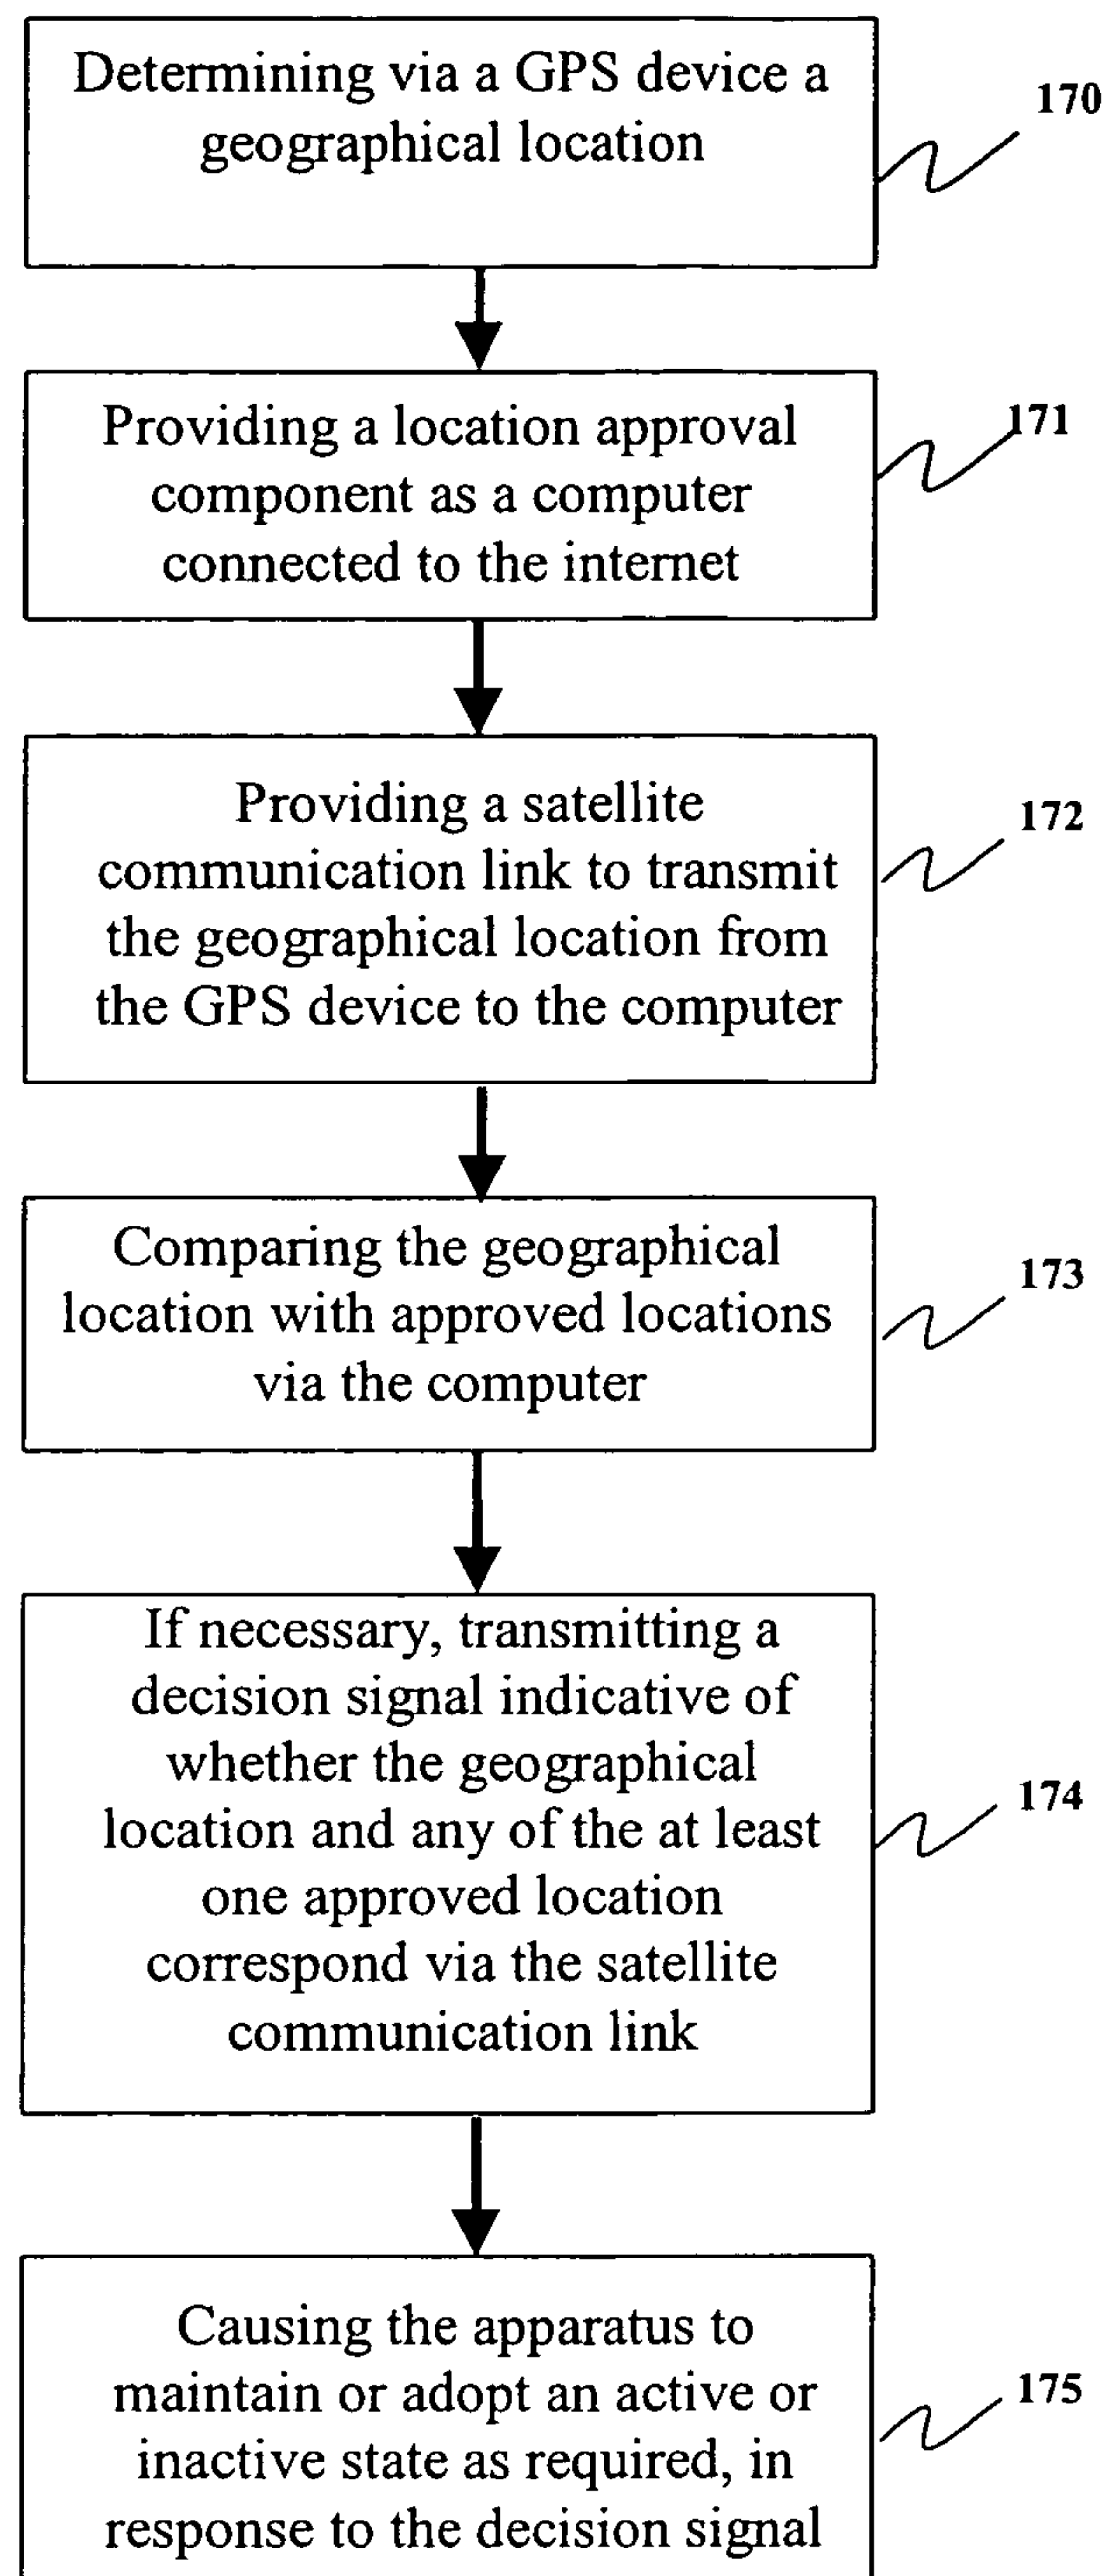 Determining via a GPS device a
geographical location
170
Providing a location approval
component as a computer
connected to the internet
171
Providing a satellite
communication link to transmit
the geographical location from
the GPS device to the computer
172
Comparing the geographical
location with approved locations
via the computer
173
If necessary, transmitting a
decision signal indicative of
whether the geographical
location and any of the at least
one approved location
correspond via the satellite
communication link
174
Causing the apparatus to
maintain or adopt an active or
inactive state as required, in
response to the decision signal
175